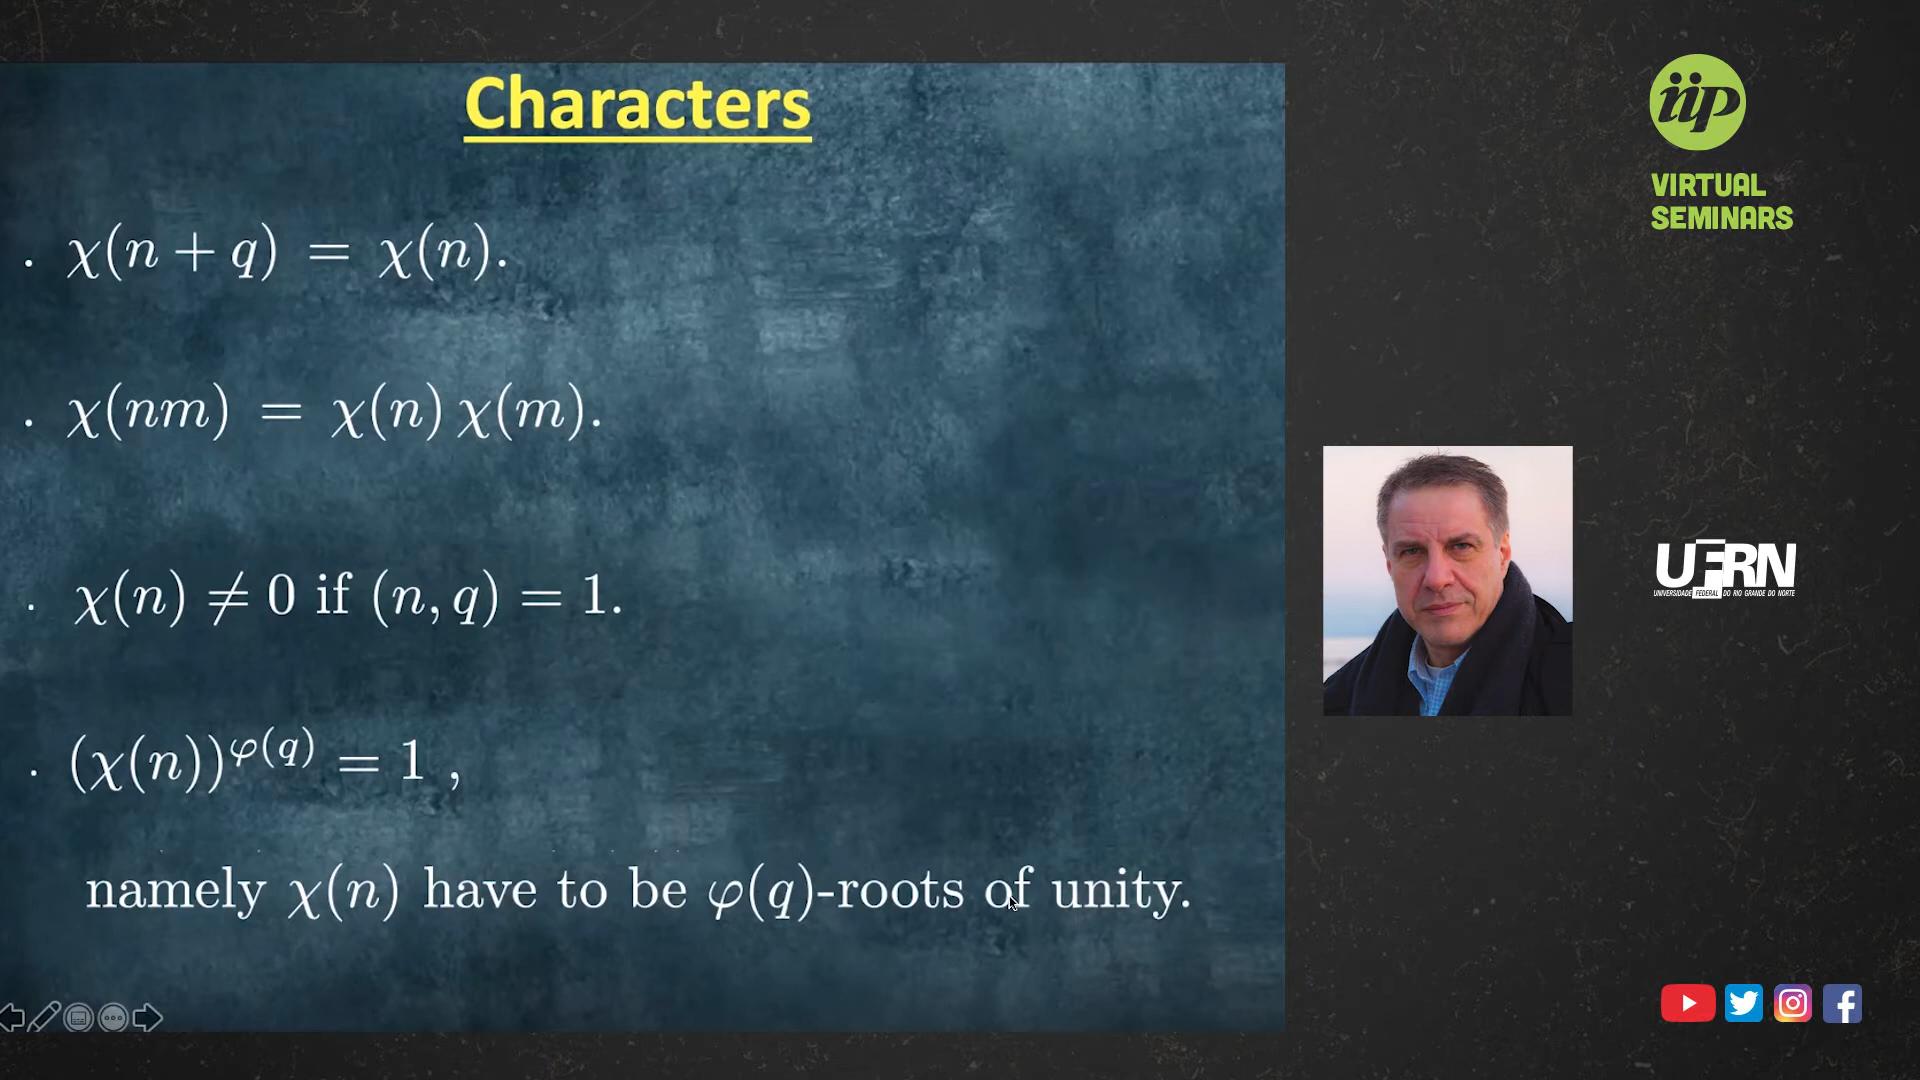 Characters
. χ(n + q) = χ(n).
. χ(nm) = χ(n) χ(m).
. χ(n) ≠ 0 if (n, q) = 1.
. (χ(n))^φ(q) = 1 ,
namely χ(n) have to be φ(q)-roots of unity.
iip
VIRTUAL
SEMINARS
UFRN
UNIVERSIDADE FEDERAL DO RIO GRANDE DO NORTE